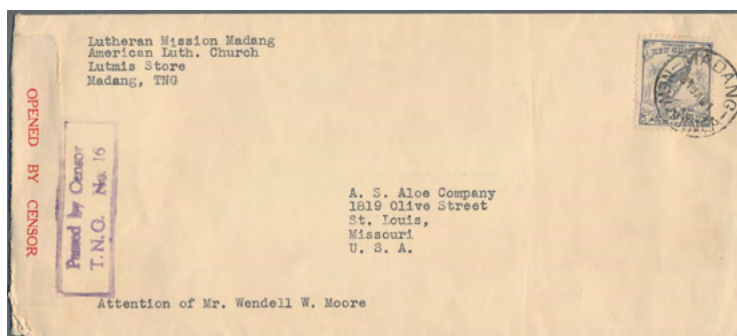 Lutheran Mission Madang
American Luth. Church
Lutmis Store
Madang, TNG
OPENED BY CENSOR
Passed by Censor
T.N.G. No. 16
MADANG
A. S. Aloe Company
1819 Olive Street
St. Louis,
Missouri
U. S. A.
Attention of Mr. Wendell W. Moore